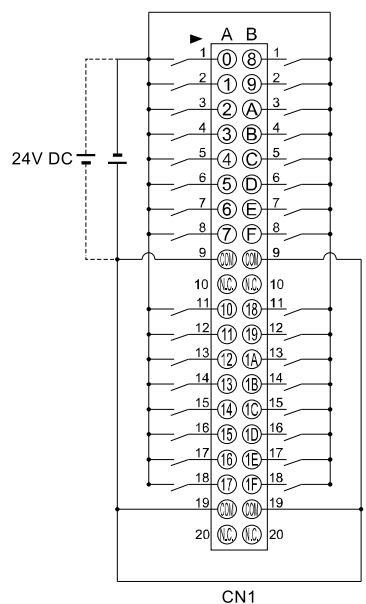 A B
1 0 8 1
2 1 9 2
3 2 A 3
4 3 B 4
5 4 C 5
24V DC
6 5 D 6
7 6 E 7
8 7 F 8
9 COM COM 9
10 N.C. N.C. 10
11 10 18 11
12 11 19 12
13 12 1A 13
14 13 1B 14
15 14 1C 15
16 15 1D 16
17 16 1E 17
18 17 1F 18
19 COM COM 19
20 N.C. N.C. 20
CN1